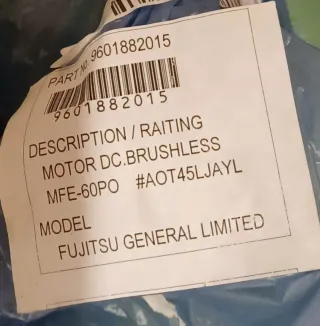 PART NO. 9601882015
9601882015
DESCRIPTION / RAITING
MOTOR DC.BRUSHLESS
MFE-60PO #AOT45LJAYL
MODEL
FUJITSU GENERAL LIMITED